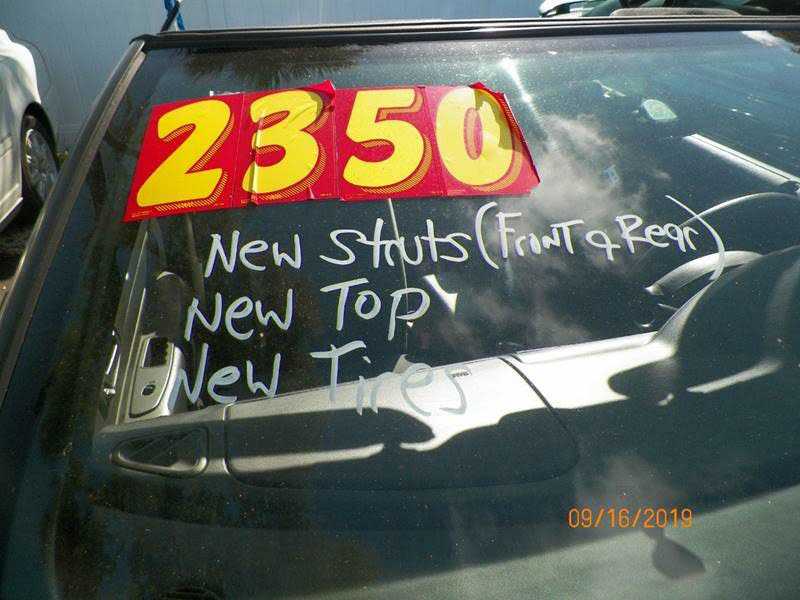 2350
New Struts (Front & Rear)
New Top
New Tires
09/16/2019